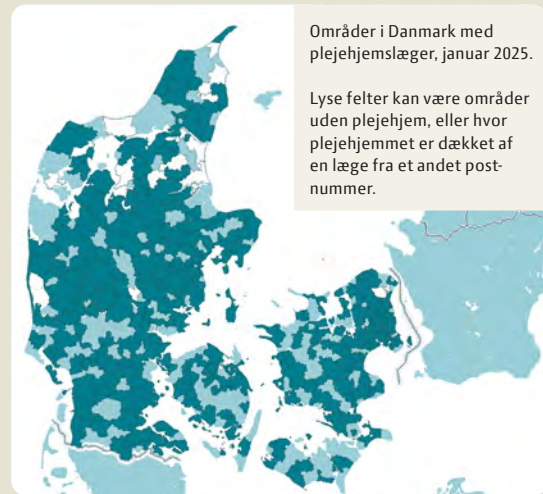 Områder i Danmark med
plejehjemslæger, januar 2025.
Lyse felter kan være områder
uden plejehjem, eller hvor
plejehjemmet er dækket af
en læge fra et andet post-
nummer.